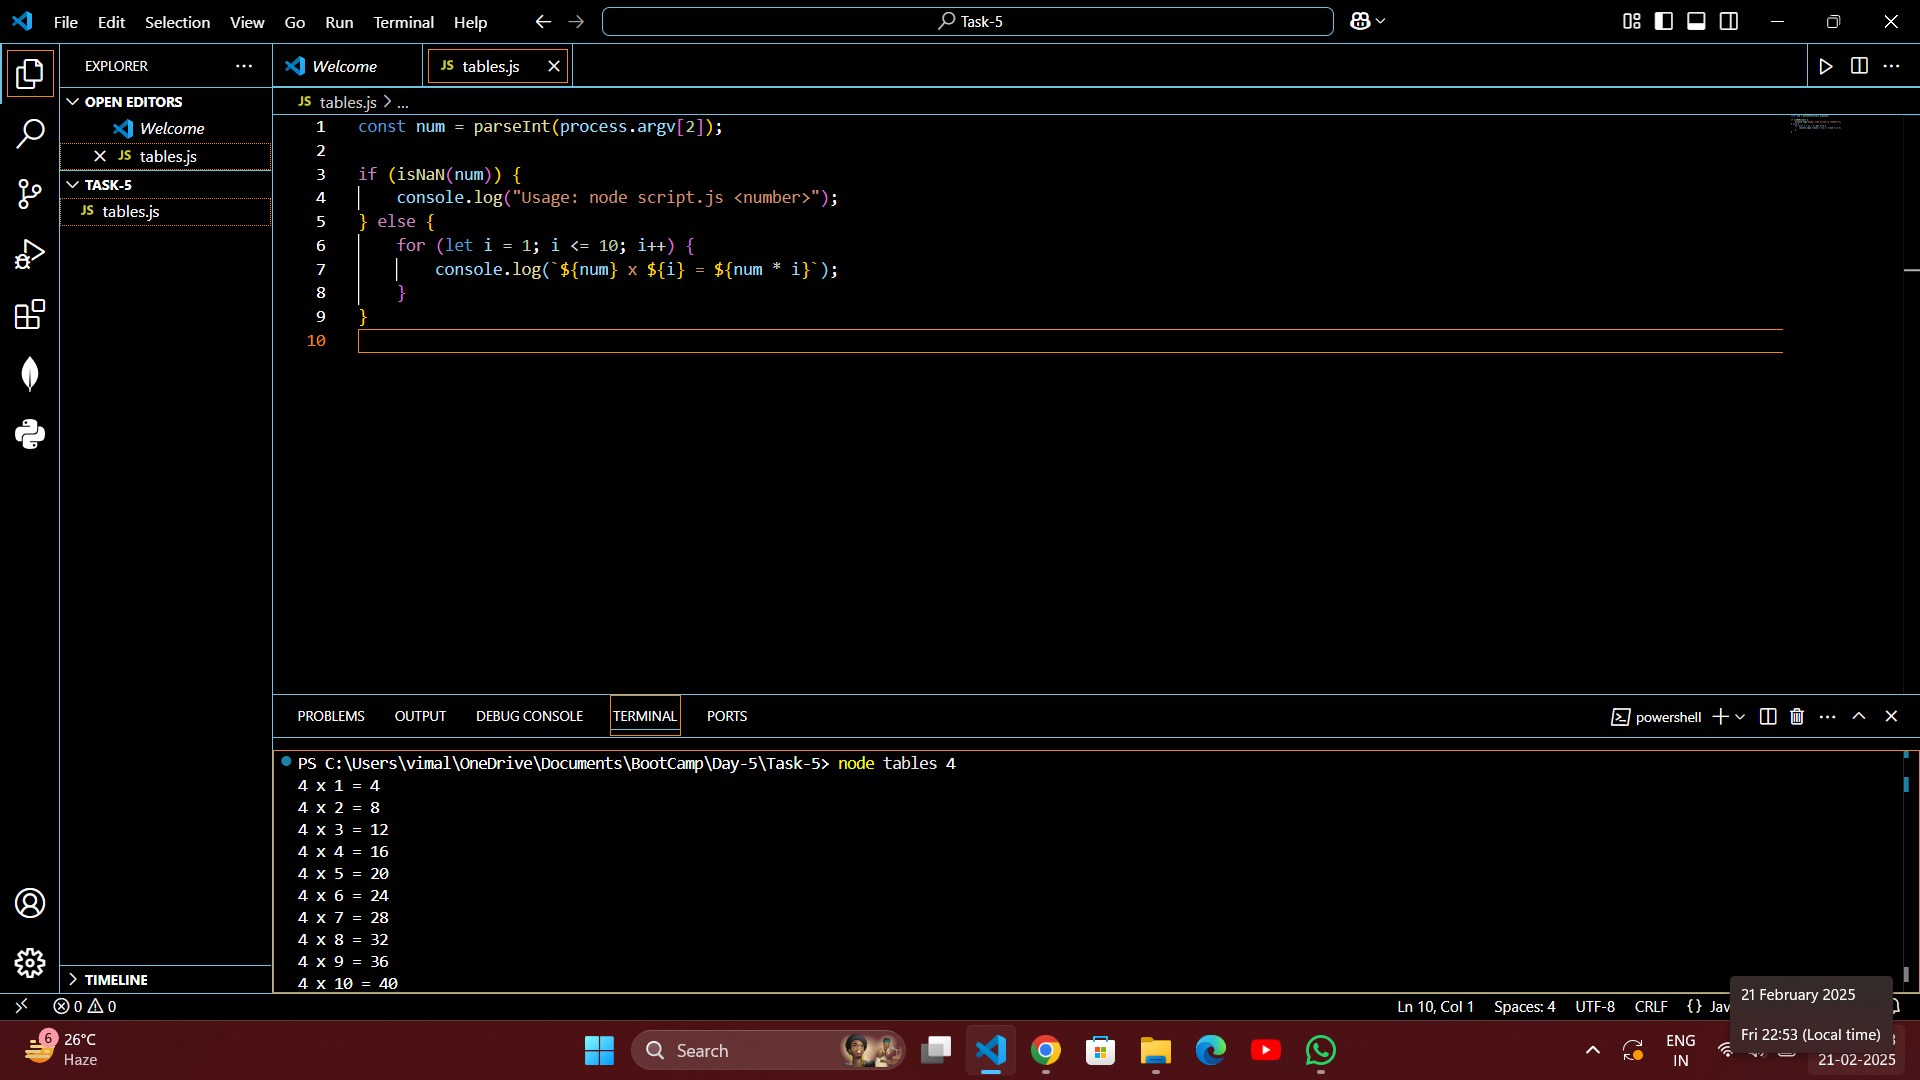 File Edit Selection View Go Run Terminal Help
Task-5
EXPLORER
Welcome
JS tables.js
OPEN EDITORS
Welcome
JS tables.js
TASK-5
JS tables.js
JS tables.js > ...
1 const num = parseInt(process.argv[2]);
2
3 if (isNaN(num)) {
4 console.log("Usage: node script.js <number>");
5 } else {
6 for (let i = 1; i <= 10; i++) {
7 console.log(`${num} x ${i} = ${num * i}`);
8 }
9 }
10
PROBLEMS OUTPUT DEBUG CONSOLE TERMINAL PORTS
powershell
PS C:\Users\vimal\OneDrive\Documents\BootCamp\Day-5\Task-5> node tables 4
4 x 1 = 4
4 x 2 = 8
4 x 3 = 12
4 x 4 = 16
4 x 5 = 20
4 x 6 = 24
4 x 7 = 28
4 x 8 = 32
4 x 9 = 36
4 x 10 = 40
TIMELINE
0 0
Ln 10, Col 1 Spaces: 4 UTF-8 CRLF {} Jav
21 February 2025
Fri 22:53 (Local time)
6
26°C
Haze
Search
ENG
IN
21-02-2025